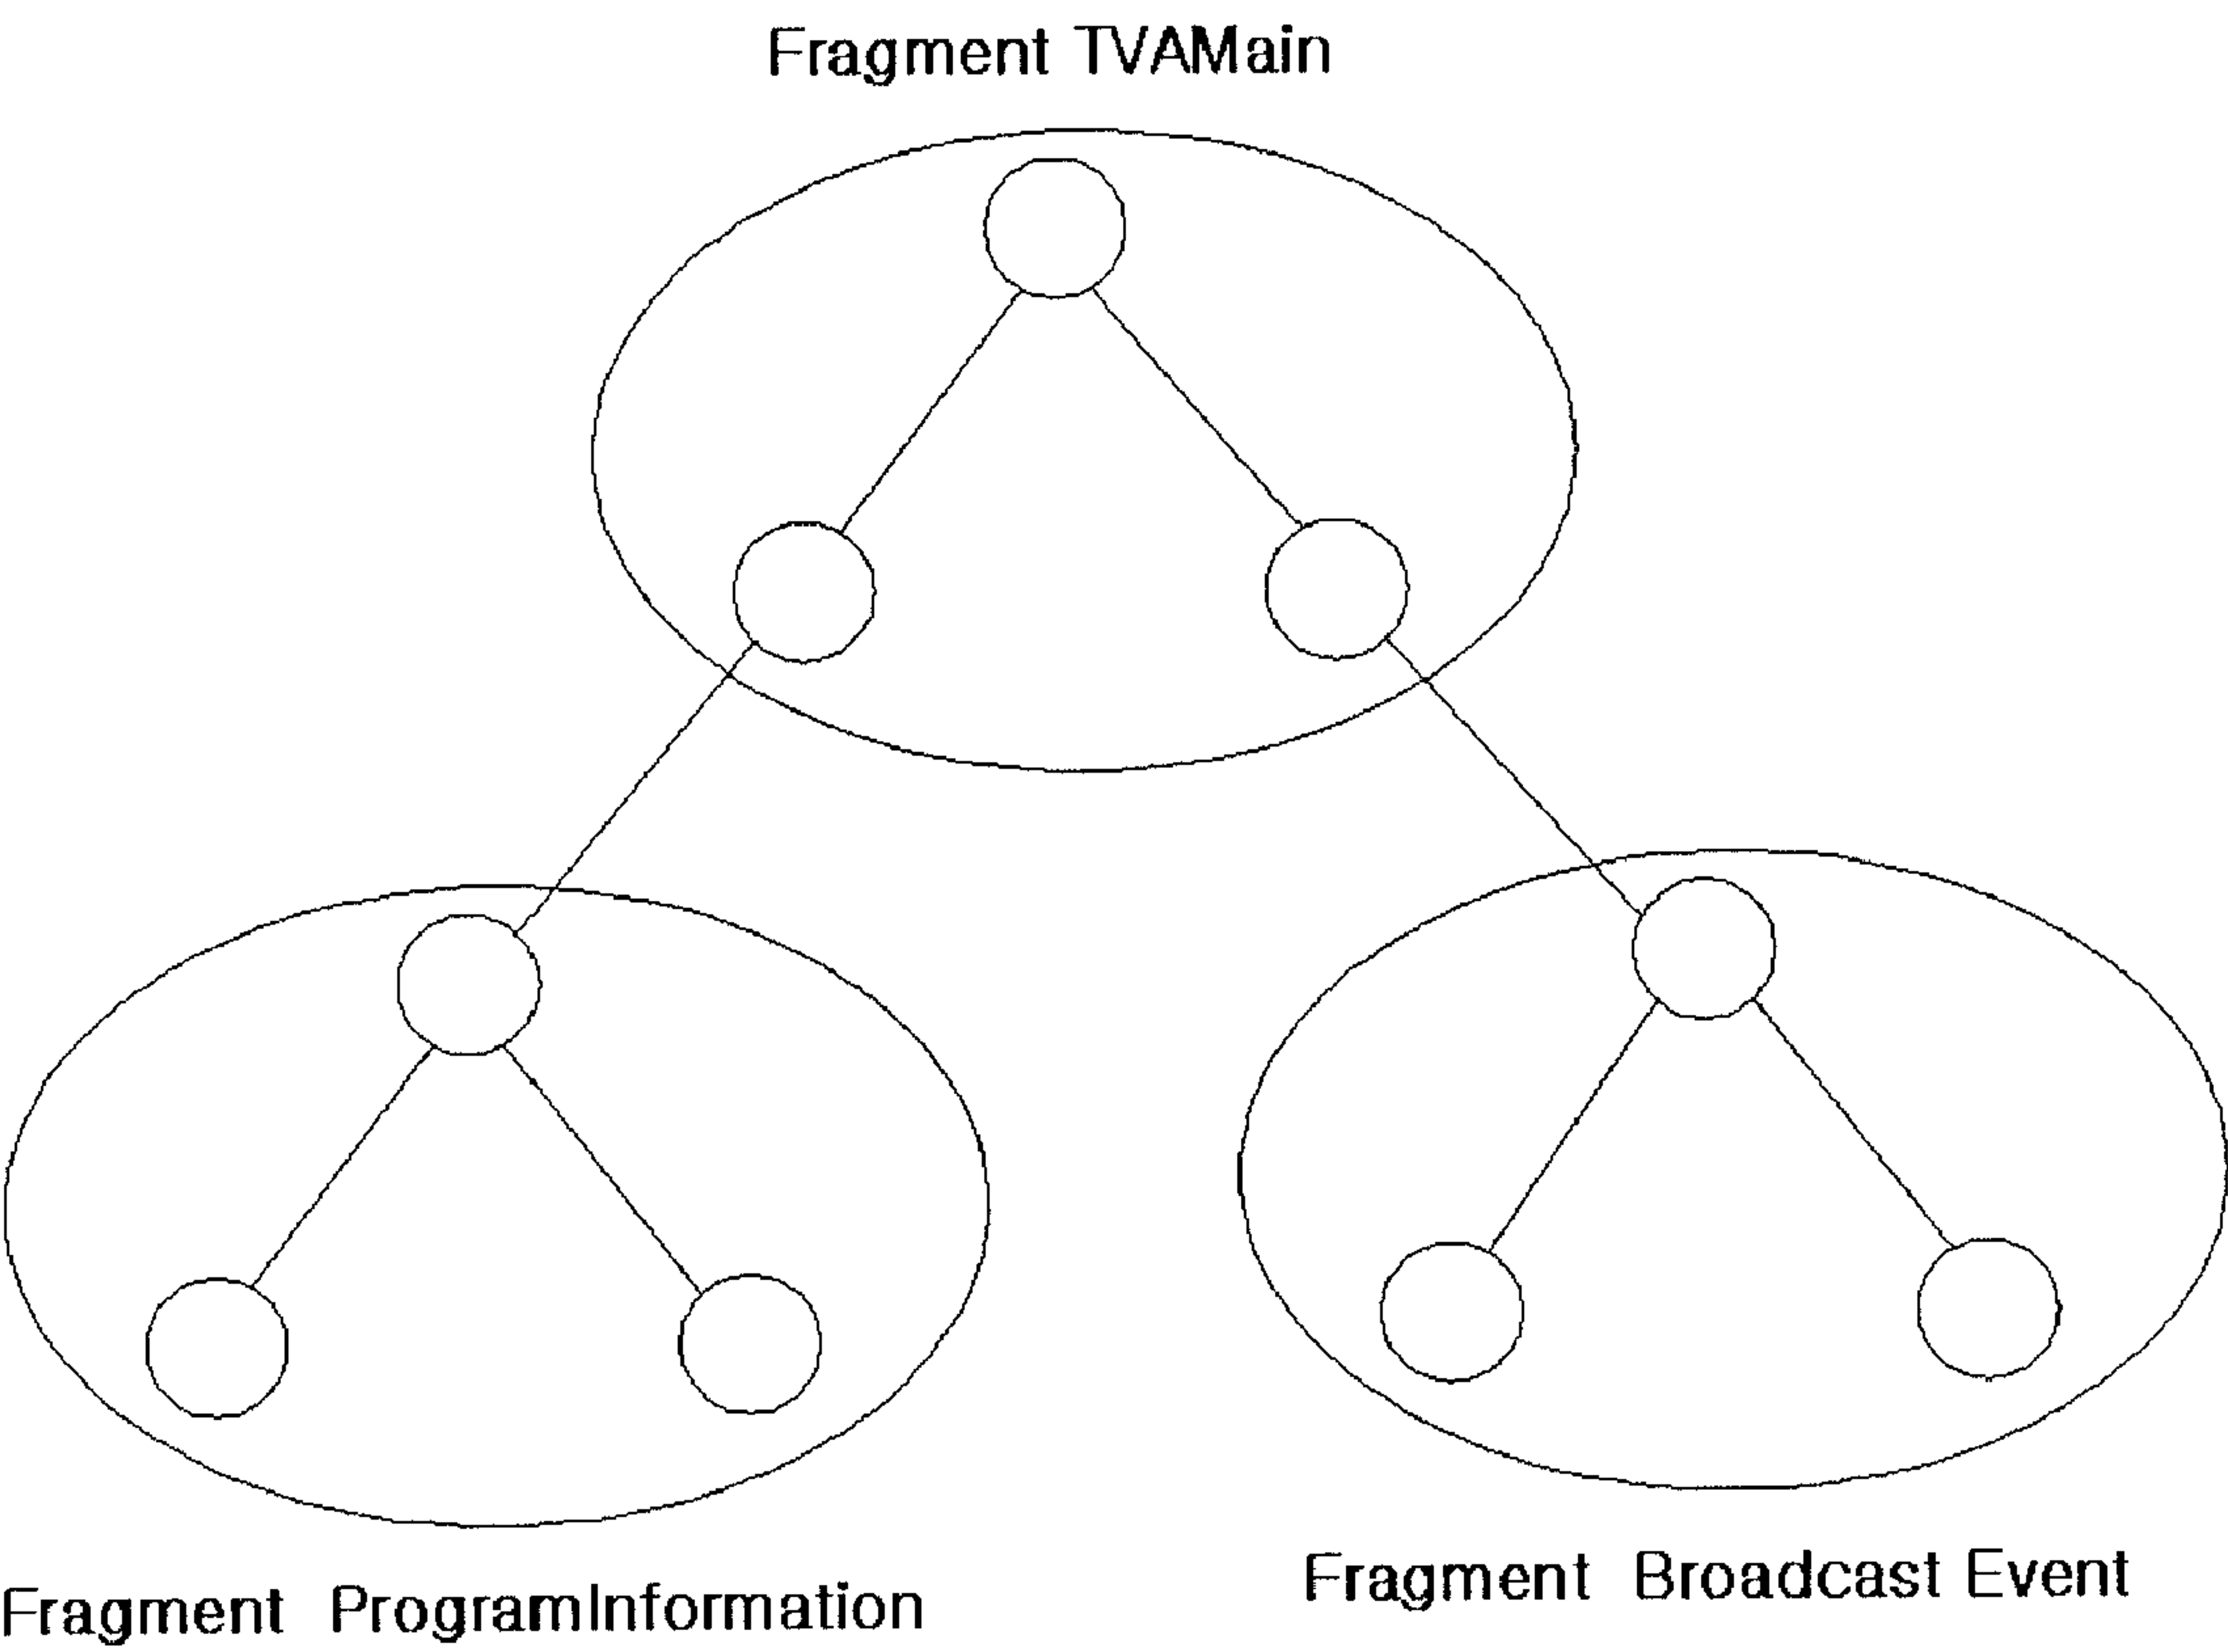 Fragment TVAMain
Fragment ProgramInformation
Fragment Broadcast Event